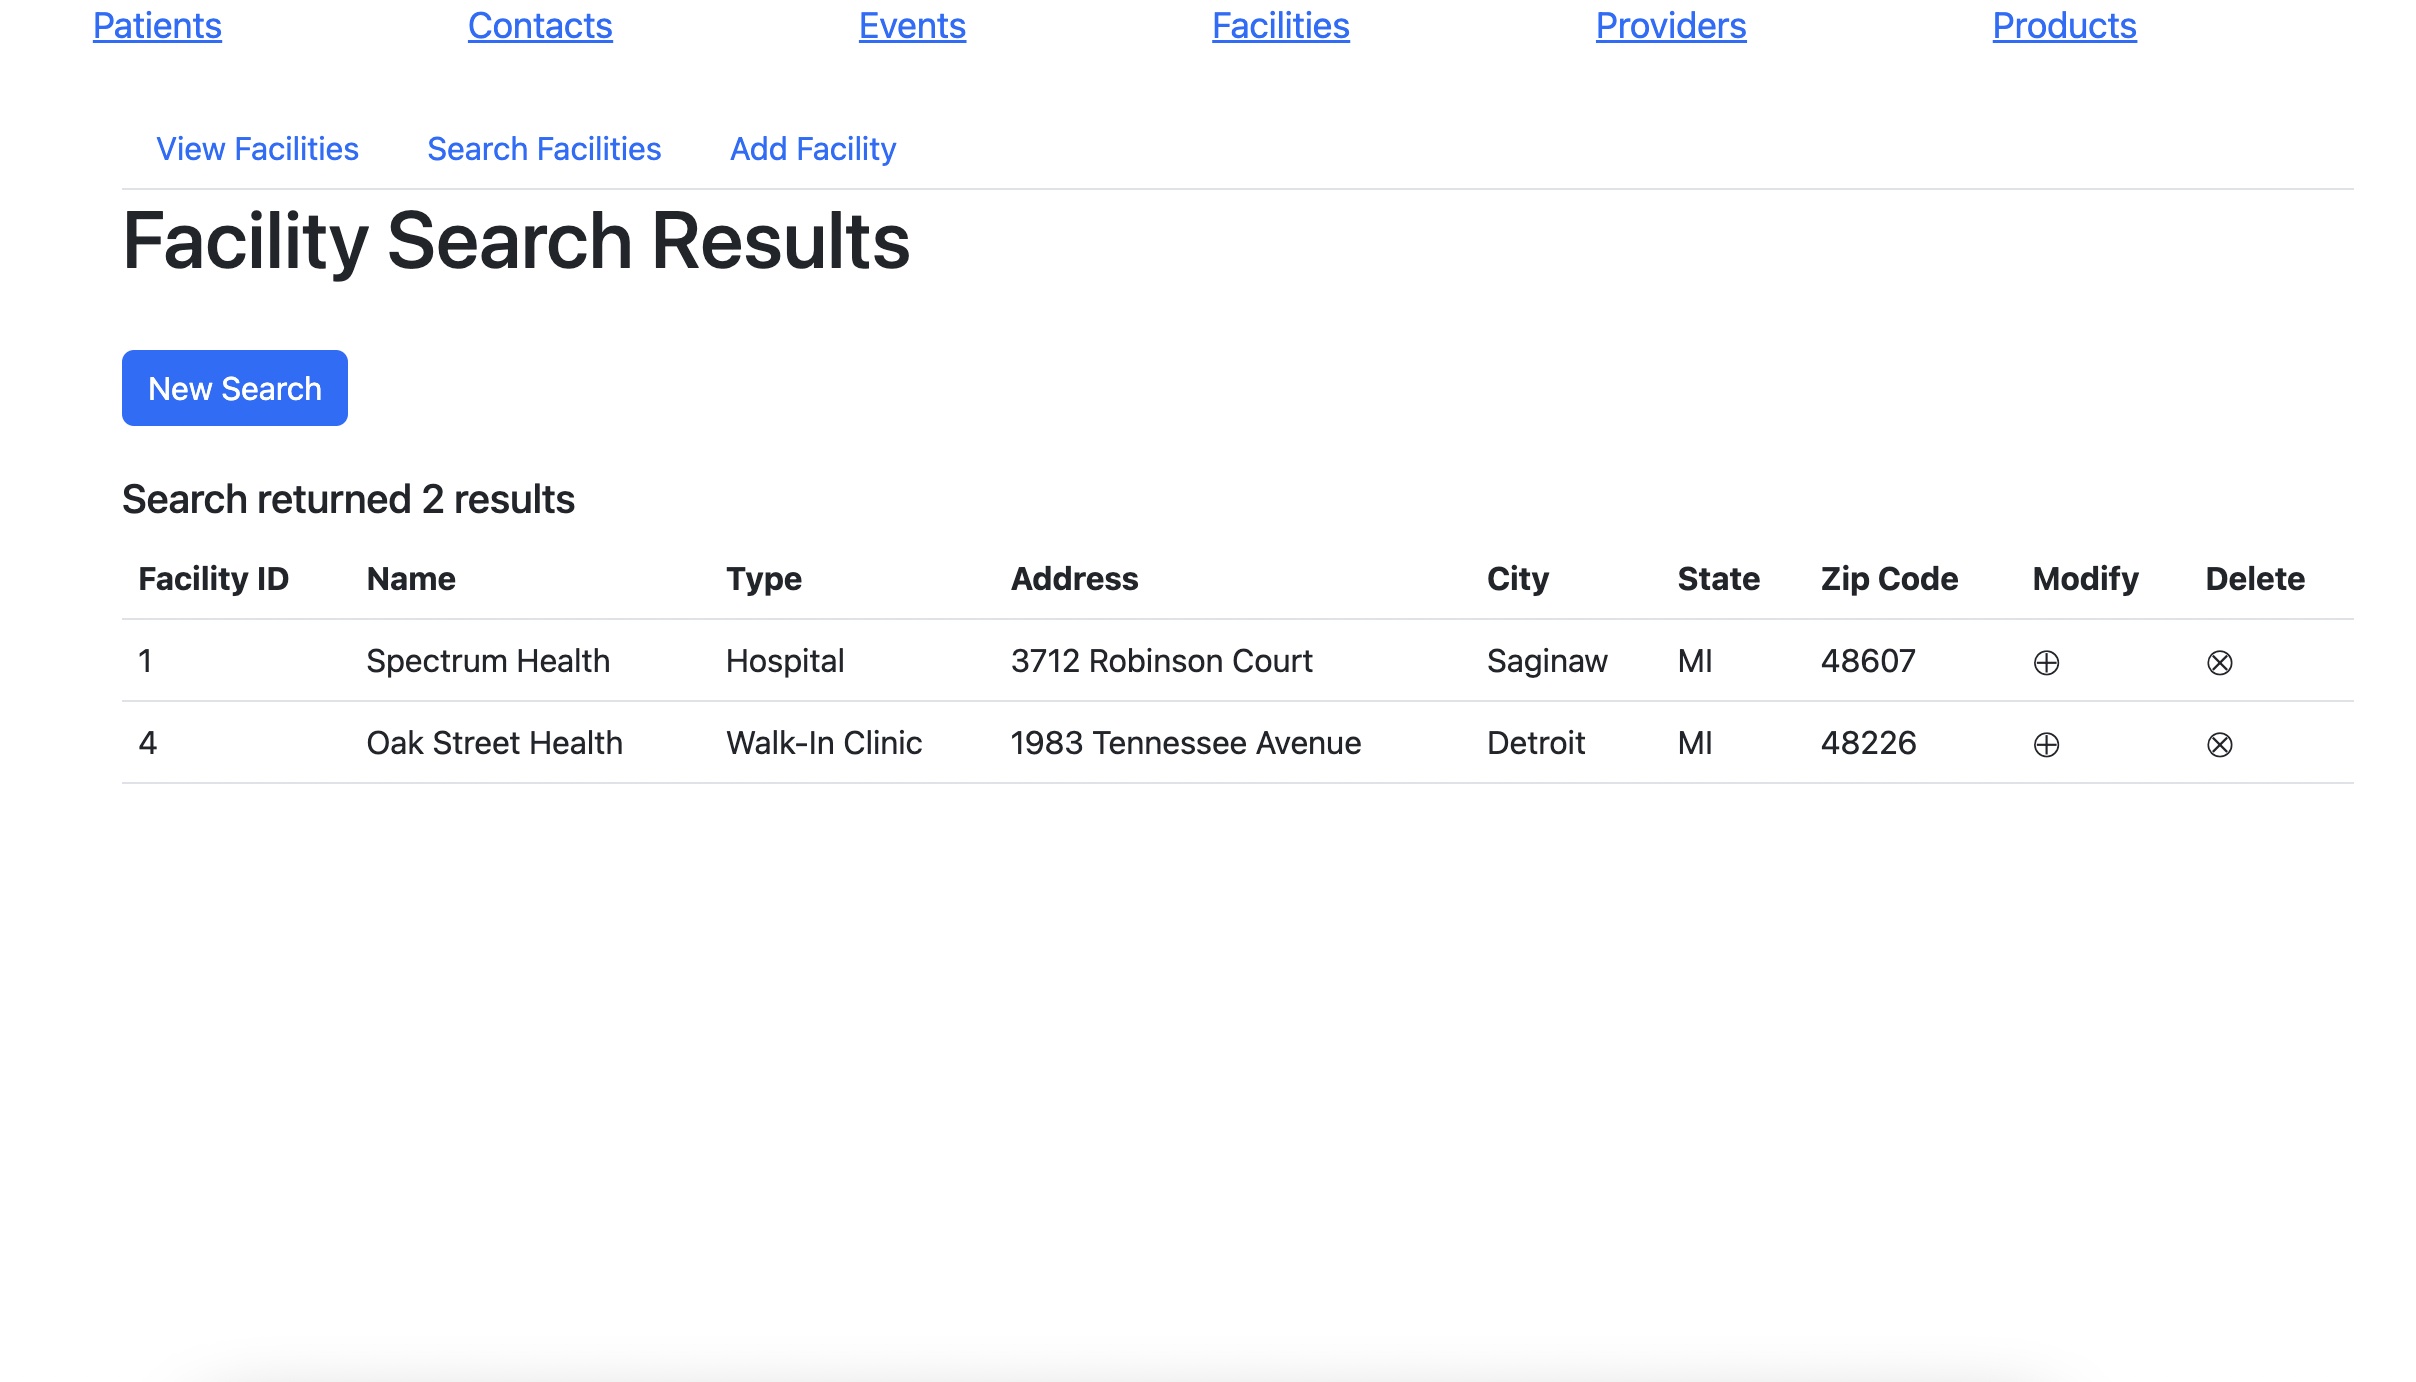 Patients Contacts Events Facilities Providers Products
View Facilities Search Facilities Add Facility
Facility Search Results
New Search
Search returned 2 results
Facility ID Name Type Address City State Zip Code Modify Delete
1 Spectrum Health Hospital 3712 Robinson Court Saginaw MI 48607 ⊕ ⊗
4 Oak Street Health Walk-In Clinic 1983 Tennessee Avenue Detroit MI 48226 ⊕ ⊗